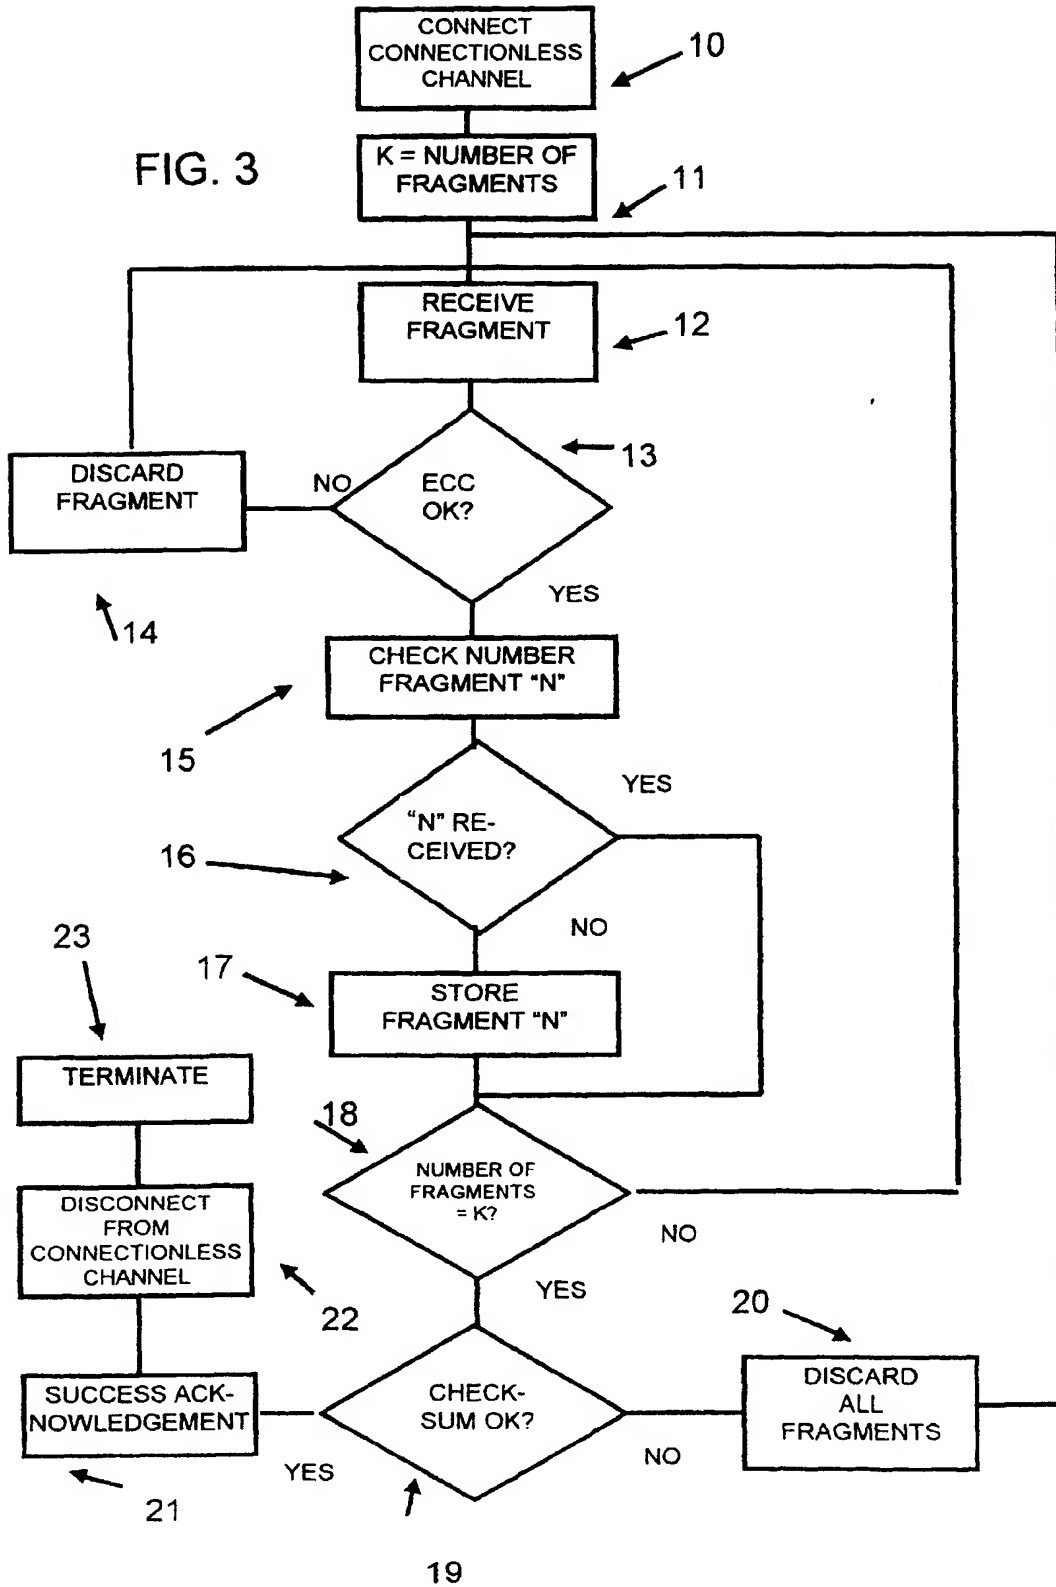 CONNECT
CONNECTIONLESS
CHANNEL
10
FIG. 3
K = NUMBER OF
FRAGMENTS
11
RECEIVE
FRAGMENT
12
13
DISCARD
FRAGMENT
NO
ECC
OK?
YES
14
CHECK NUMBER
FRAGMENT "N"
15
YES
"N" RE-
CEIVED?
16
NO
23
17
STORE
FRAGMENT "N"
TERMINATE
18
NUMBER OF
FRAGMENTS
= K?
NO
DISCONNECT
FROM
CONNECTIONLESS
CHANNEL
22
YES
20
SUCCESS ACK-
NOWLEDGEMENT
CHECK-
SUM OK?
DISCARD
ALL
FRAGMENTS
YES
NO
21
19